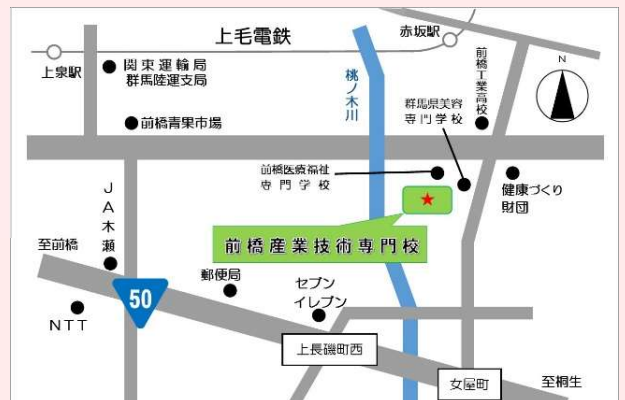 上毛電鉄
赤坂駅
上泉駅
関東運輸局
群馬陸運支局
桃ノ木川
前橋工業高校
N
群馬県美容
専門学校
前橋青果市場
前橋医療福祉
専門学校
健康づくり
財団
JA木瀬
前橋産業技術専門校
至前橋
50
郵便局
セブン
イレブン
NTT
上長磯町西
女屋町
至桐生